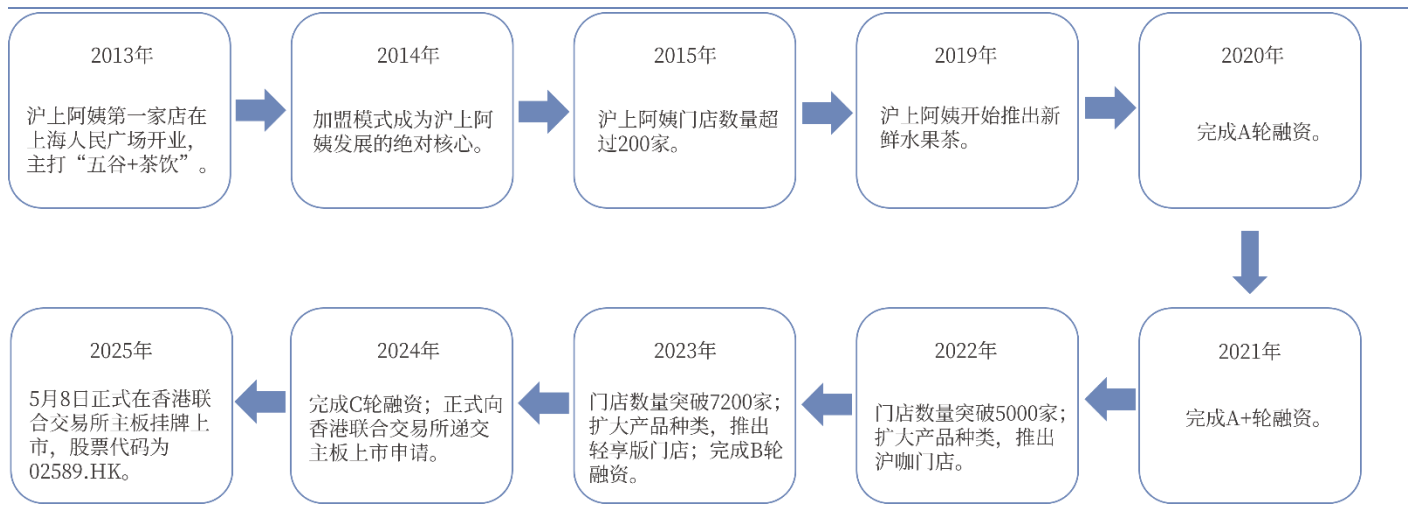 2013年
沪上阿姨第一家店在
上海人民广场开业，
主打“五谷+茶饮”。
2014年
加盟模式成为沪上阿
姨发展的绝对核心。
2015年
沪上阿姨门店数量超
过200家。
2019年
沪上阿姨开始推出新
鲜水果茶。
2020年
完成A轮融资。
2021年
完成A+轮融资。
2022年
门店数量突破5000家；
扩大产品种类，推出
沪咖门店。
2023年
门店数量突破7200家；
扩大产品种类，推出
轻享版门店；完成B轮
融资。
2024年
完成C轮融资；正式向
香港联合交易所递交
主板上市申请。
2025年
5月8日正式在香港联
合交易所主板挂牌上
市，股票代码为
02589.HK。